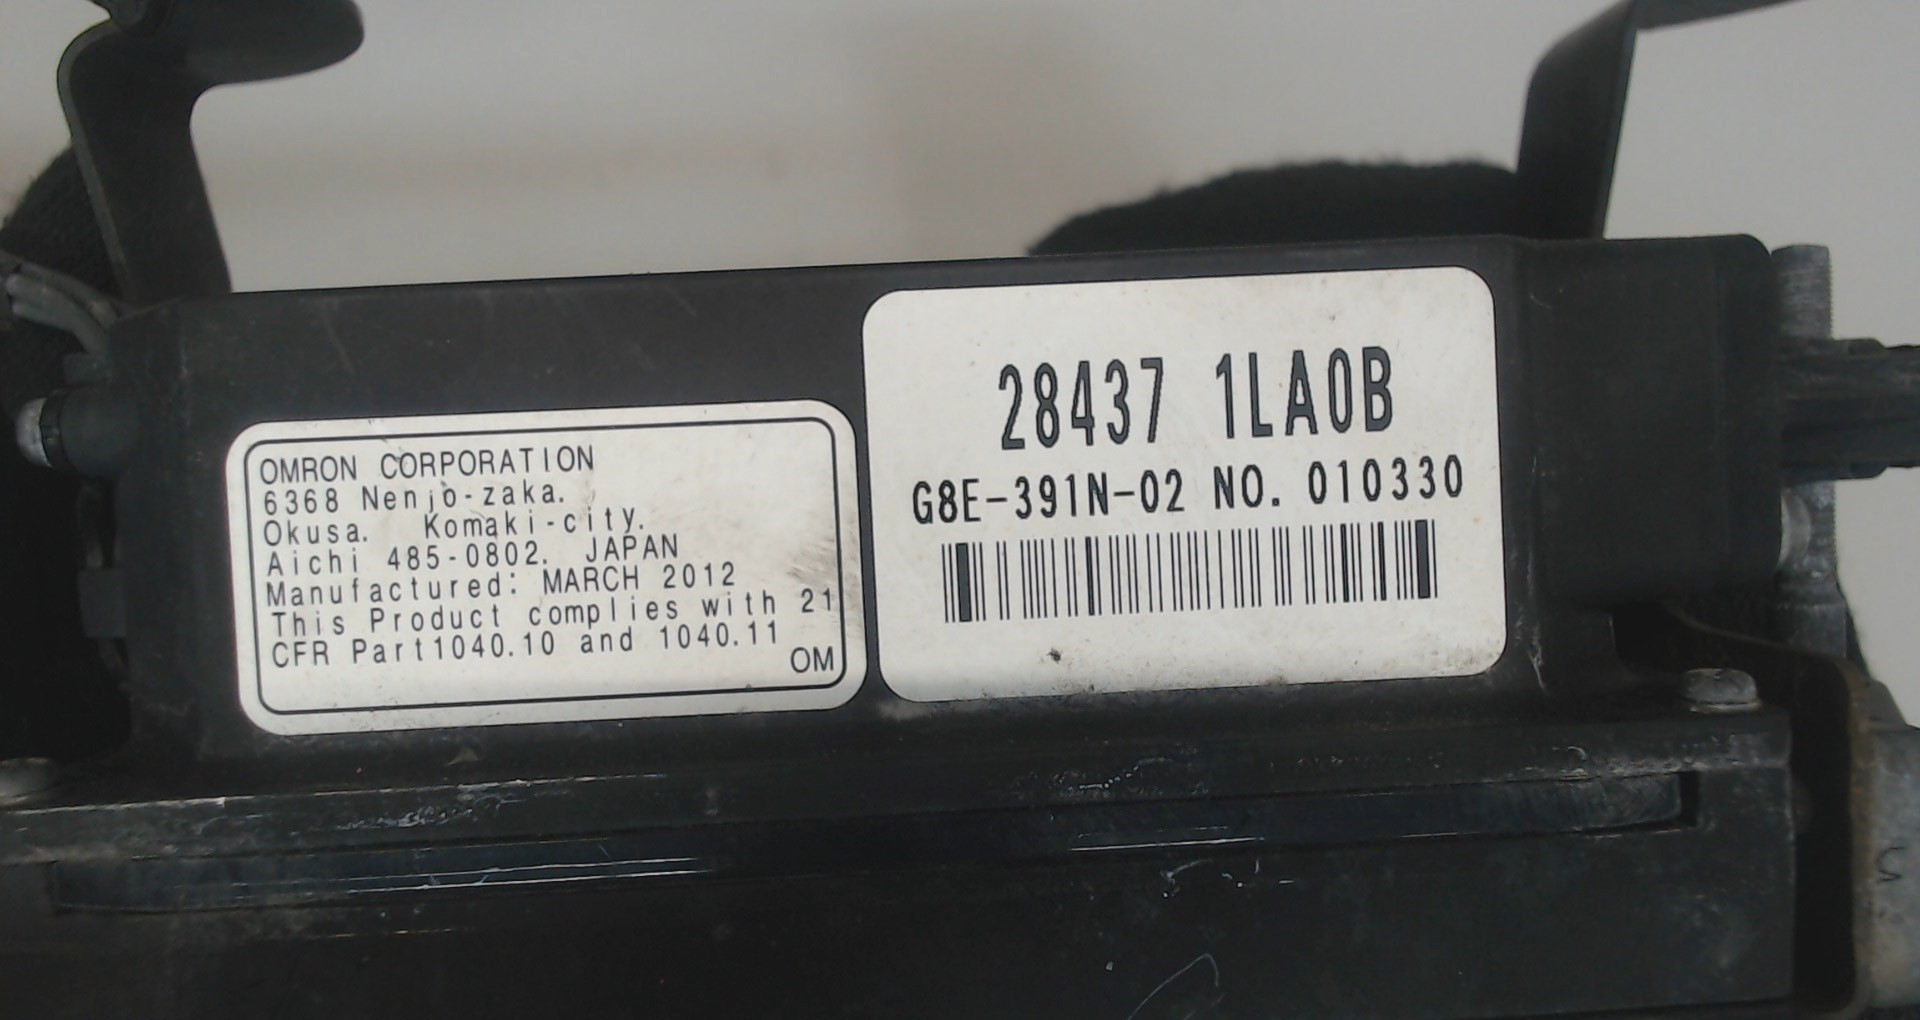 OMRON CORPORATION
6368 Nenjo-zaka.
Okusa. Komaki-city.
Aichi 485-0802. JAPAN
Manufactured: MARCH 2012
This Product complies with 21
CFR Part1040.10 and 1040.11
OM
28437 1LA0B
G8E-391N-02 NO. 010330